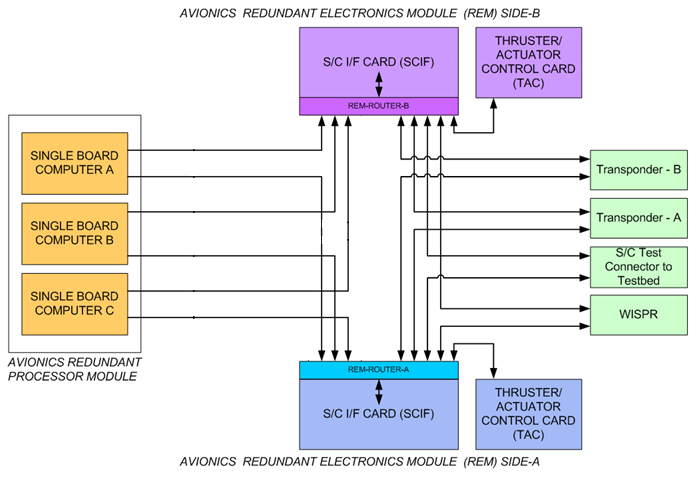 AVIONICS REDUNDANT ELECTRONICS MODULE (REM) SIDE-B
S/C I/F CARD (SCIF)
REM-ROUTER-B
THRUSTER/
ACTUATOR
CONTROL CARD
(TAC)
SINGLE BOARD
COMPUTER A
SINGLE BOARD
COMPUTER B
SINGLE BOARD
COMPUTER C
AVIONICS REDUNDANT
PROCESSOR MODULE
Transponder - B
Transponder - A
S/C Test
Connector to
Testbed
WISPR
REM-ROUTER-A
S/C I/F CARD (SCIF)
THRUSTER/
ACTUATOR
CONTROL CARD
(TAC)
AVIONICS REDUNDANT ELECTRONICS MODULE (REM) SIDE-A